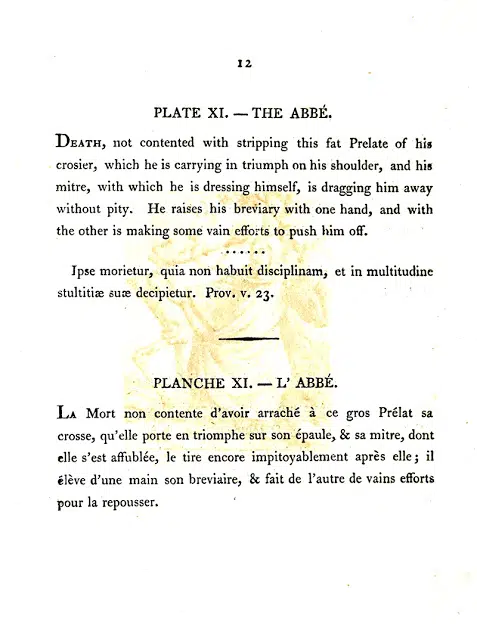 12
PLATE XI. — THE ABBÉ.
DEATH, not contented with stripping this fat Prelate of his
crosier, which he is carrying in triumph on his shoulder, and his
mitre, with which he is dressing himself, is dragging him away
without pity. He raises his breviary with one hand, and with
the other is making some vain efforts to push him off.
Ipse morietur, quia non habuit disciplinam, et in multitudine
stultitiæ suæ decipietur. Prov. v. 23.
PLANCHE XI. — L' ABBÉ.
LA Mort non contente d'avoir arraché à ce gros Prélat sa
crosse, qu'elle porte en triomphe sur son épaule, & sa mitre, dont
elle s'est affublée, le tire encore impitoyablement après elle; il
élève d'une main son breviaire, & fait de l'autre de vains efforts
pour la repousser.